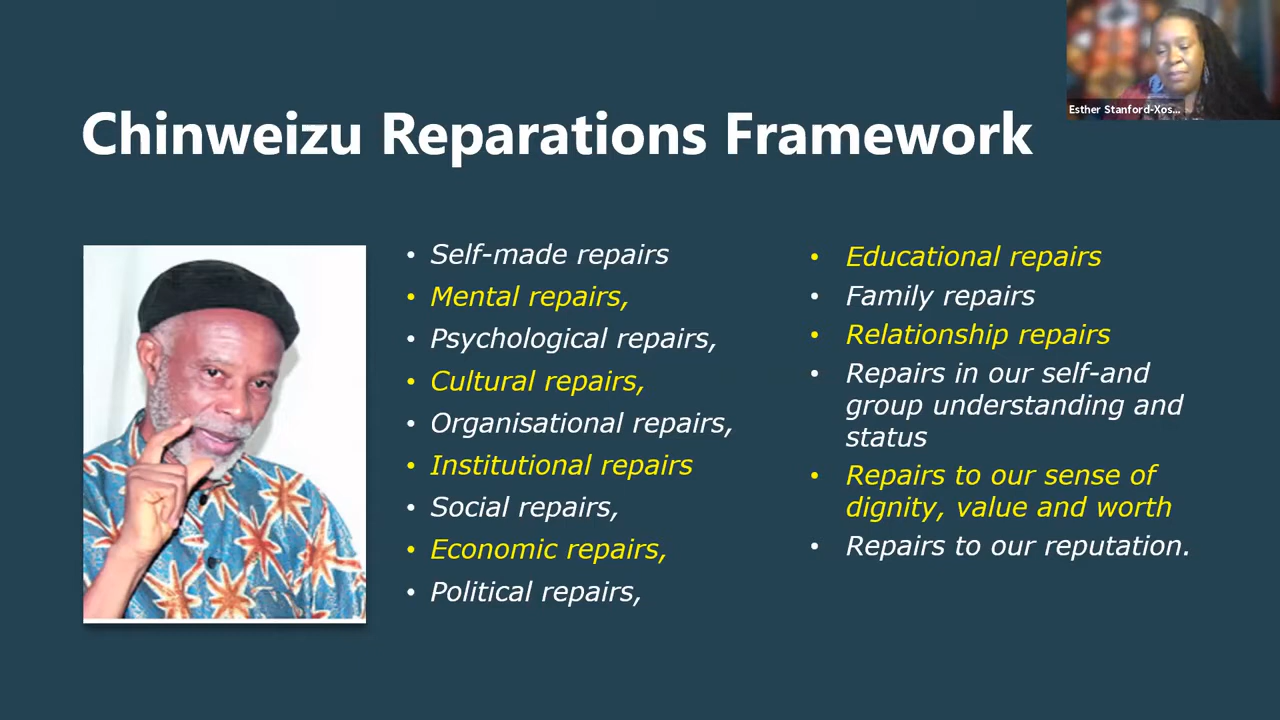 Esther Stanford-Xos...
Chinweizu Reparations Framework
• Self-made repairs
• Mental repairs,
• Psychological repairs,
• Cultural repairs,
• Organisational repairs,
• Institutional repairs
• Social repairs,
• Economic repairs,
• Political repairs,
• Educational repairs
• Family repairs
• Relationship repairs
• Repairs in our self-and
group understanding and
status
• Repairs to our sense of
dignity, value and worth
• Repairs to our reputation.